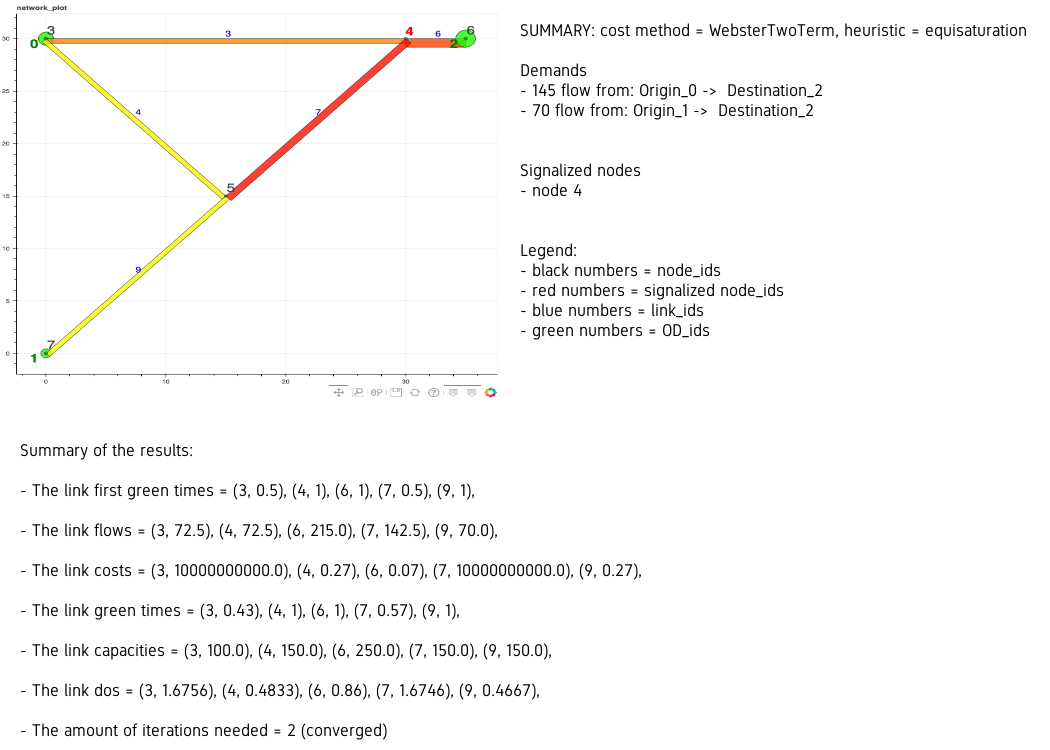 network_plot
SUMMARY: cost method = WebsterTwoTerm, heuristic = equisaturation
Demands
- 145 flow from: Origin_0 -> Destination_2
- 70 flow from: Origin_1 -> Destination_2
Signalized nodes
- node 4
Legend:
- black numbers = node_ids
- red numbers = signalized node_ids
- blue numbers = link_ids
- green numbers = OD_ids
30
25
20
15
10
5
0
0
10
20
30
3
0
3
4
6
6
2
4
7
5
9
7
1
Summary of the results:
- The link first green times = (3, 0.5), (4, 1), (6, 1), (7, 0.5), (9, 1),
- The link flows = (3, 72.5), (4, 72.5), (6, 215.0), (7, 142.5), (9, 70.0),
- The link costs = (3, 10000000000.0), (4, 0.27), (6, 0.07), (7, 10000000000.0), (9, 0.27),
- The link green times = (3, 0.43), (4, 1), (6, 1), (7, 0.57), (9, 1),
- The link capacities = (3, 100.0), (4, 150.0), (6, 250.0), (7, 150.0), (9, 150.0),
- The link dos = (3, 1.6756), (4, 0.4833), (6, 0.86), (7, 1.6746), (9, 0.4667),
- The amount of iterations needed = 2 (converged)